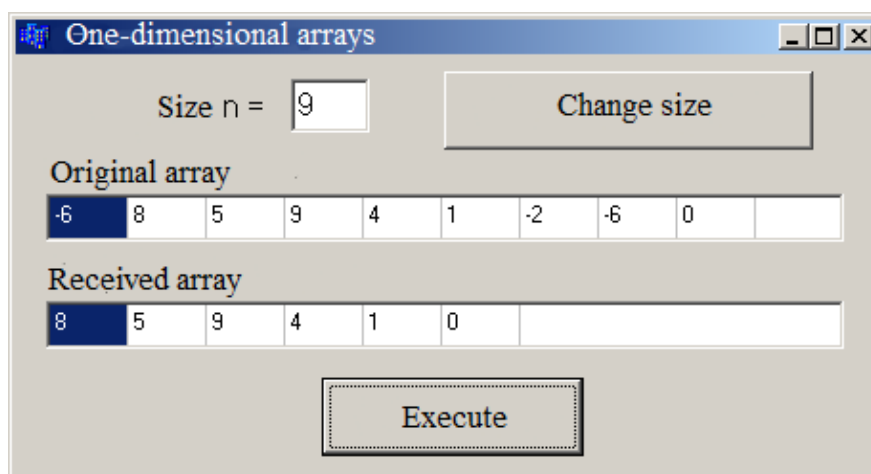 One-dimensional arrays
Size n = 9 Change size
Original array
-6 8 5 9 4 1 -2 -6 0
Received array
8 5 9 4 1 0
Execute